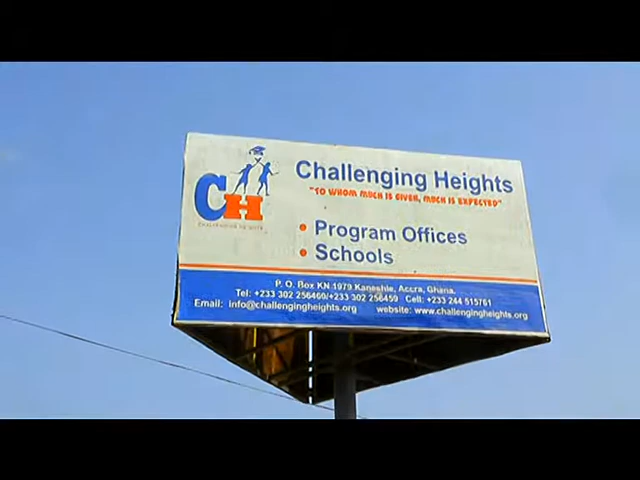 Challenging Heights
"TO WHOM MUCH IS GIVEN, MUCH IS EXPECTED"
CH
CHALLENGING HEIGHTS
• Program Offices
• Schools
P. O. Box KN 1979 Kaneshie, Accra, Ghana.
Tel: +233 302 256460/+233 302 256459 Cell: +233 244 515761
Email: info@challengingheights.org website: www.challengingheights.org